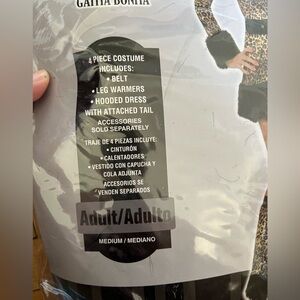 GATITA BONITA
4 PIECE COSTUME
INCLUDES:
• BELT
• LEG WARMERS
• HOODED DRESS
WITH ATTACHED TAIL
ACCESSORIES
SOLD SEPARATELY
TRAJE DE 4 PIEZAS INCLUYE:
• CINTURÓN
• CALENTADORES
• VESTIDO CON CAPUCHA Y
COLA ADJUNTA
ACCESORIOS SE
VENDEN SEPARADOS
Adult/Adulto
MEDIUM / MEDIANO